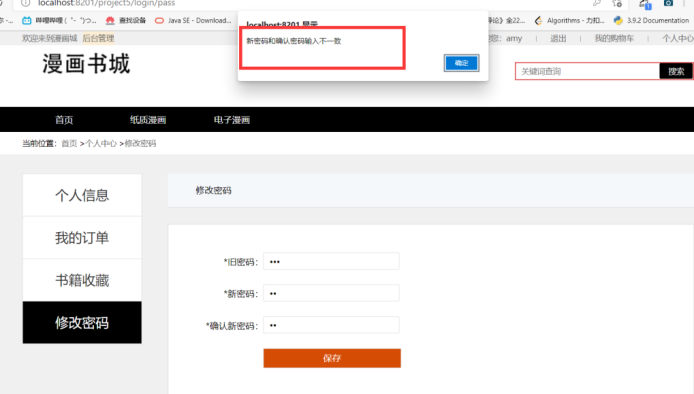 localhost:8201/project5/login/pass
哔哩哔哩 ( ゜- ゜)つ...
查找设备
Java SE - Download...
Algorithms - 力扣...
3.9.2 Documentation
localhost:8201 显示
新密码和确认密码输入不一致
确定
欢迎来到漫画城 后台管理
amy
退出
我的购物车
个人中心
漫画书城
关键词查询
搜索
首页
纸质漫画
电子漫画
当前位置：首页 >个人中心 >修改密码
个人信息
我的订单
书籍收藏
修改密码
修改密码
*旧密码：
*新密码：
*确认新密码：
保存